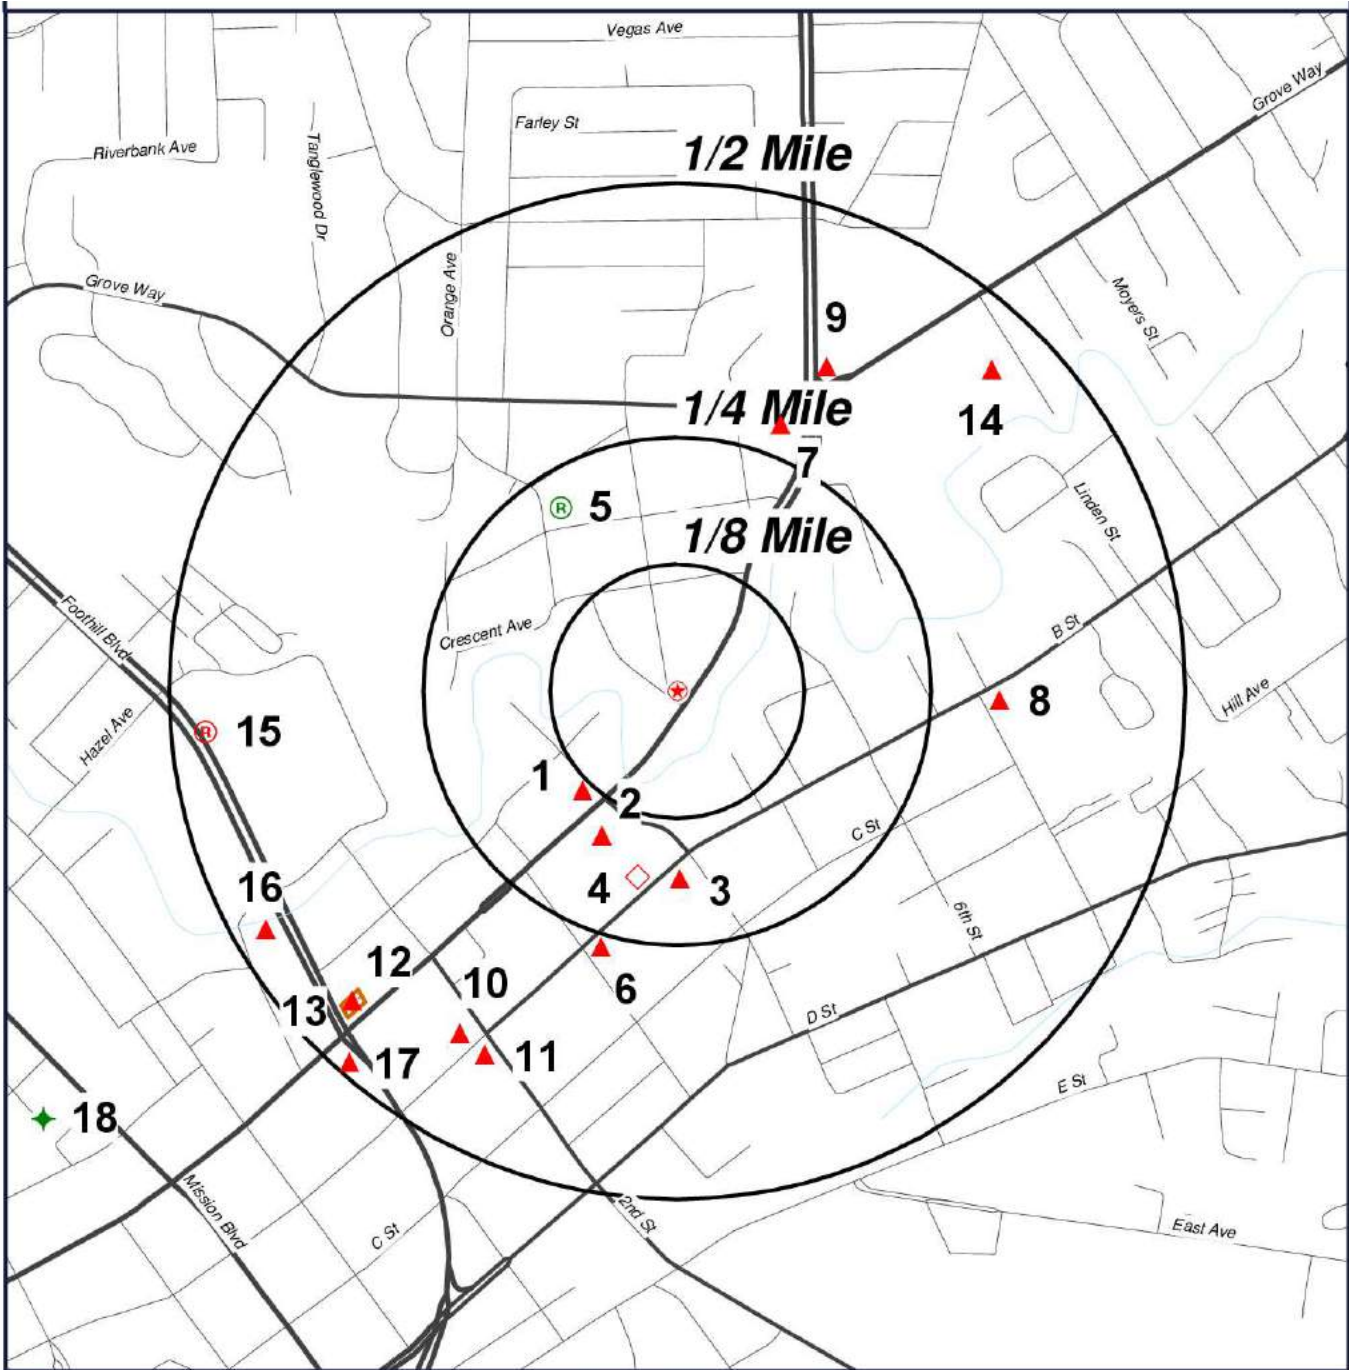 Vegas Ave
Grove Way
Farley St
Riverbank Ave
Tanglewood Dr
1/2 Mile
Orange Ave
Grove Way
Moyers St
9
1/4 Mile
14
7
5
R
Linden St
1/8 Mile
Foothill Blvd
Crescent Ave
B St
Hill Ave
8
15
R
Hazel Ave
1
2
C St
16
4
3
6th St
12
10
6
13
D St
11
17
E St
18
Mission Blvd
C St
2nd St
East Ave